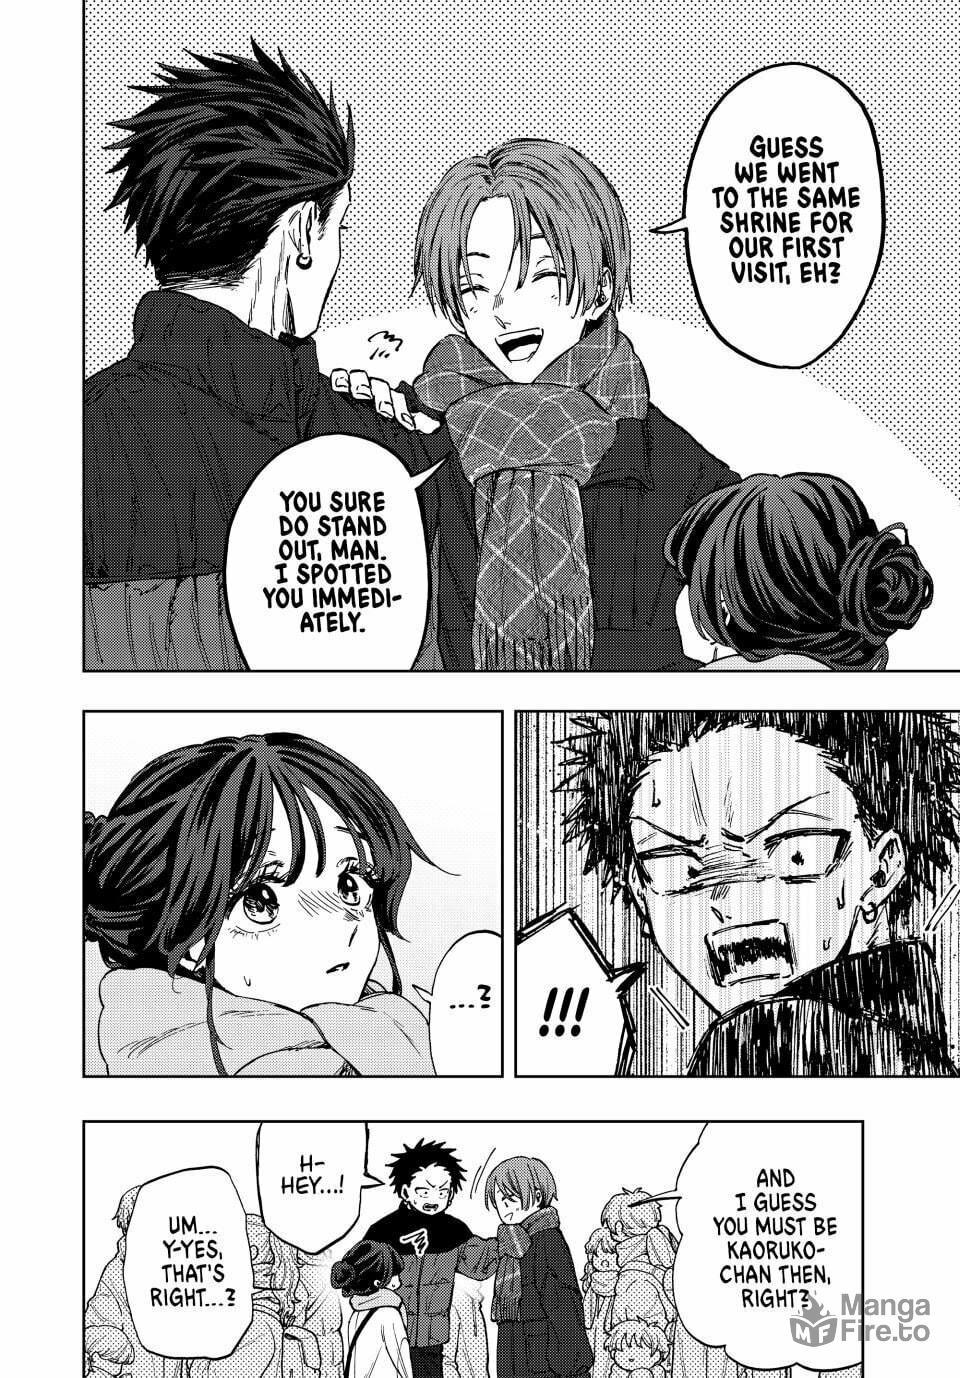 GUESS
WE WENT
TO THE SAME
SHRINE FOR
OUR FIRST
VISIT, EH?
YOU SURE
DO STAND
OUT, MAN.
I SPOTTED
YOU IMMEDI-
ATELY.
!!!
....?
AND
I GUESS
YOU MUST BE
KAORUKO-
CHAN THEN,
RIGHT?
H-
HEY...!
UM...
Y-YES,
THAT'S
RIGHT...?
MF Manga
Fire.to